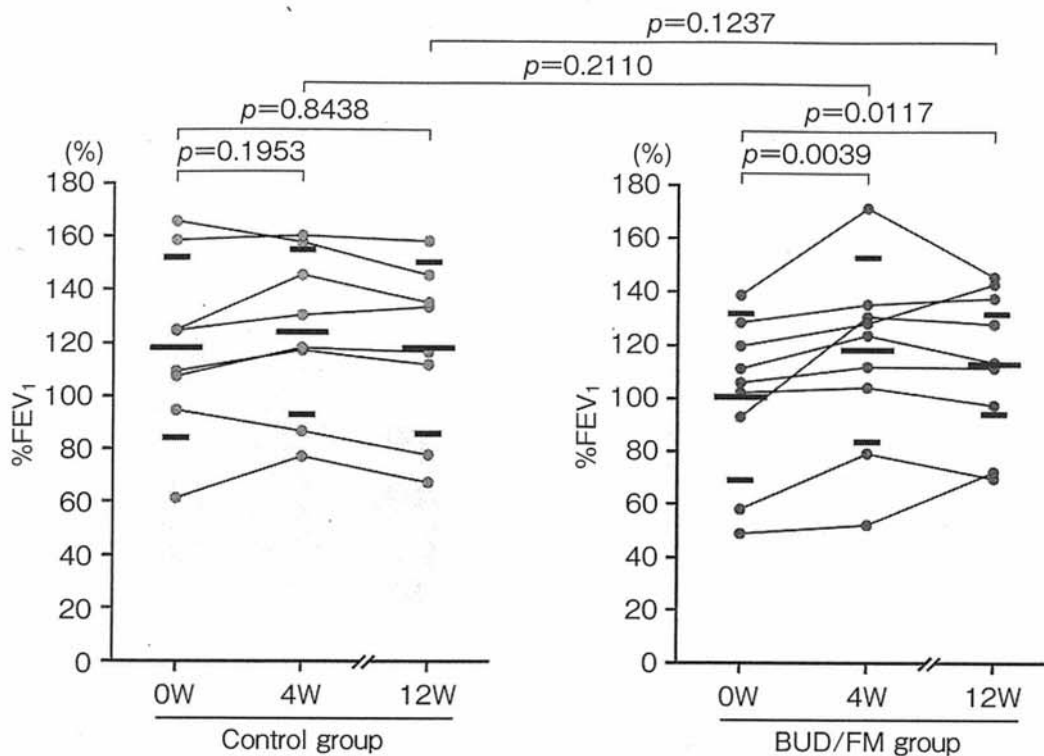 p=0.1237
p=0.2110
p=0.8438
p=0.0117
(%)
p=0.1953
(%)
p=0.0039
180
160
140
120
100
80
60
40
20
0
%FEV₁
0W
4W
12W
Control group
180
160
140
120
100
80
60
40
20
0
%FEV₁
0W
4W
12W
BUD/FM group